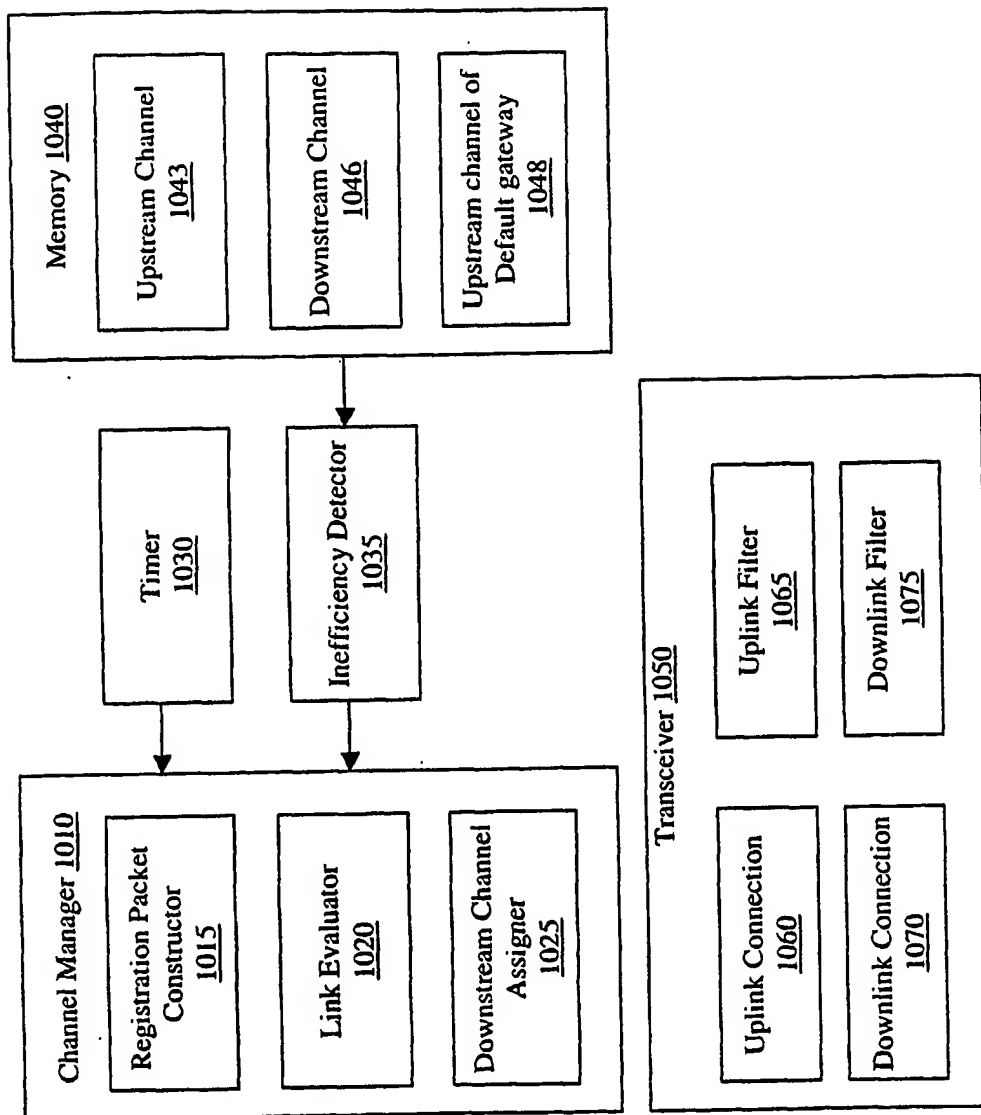 Channel Manager 1010
Registration Packet
Constructor
1015
Link Evaluator
1020
Downstream Channel
Assigner
1025
Timer
1030
Inefficiency Detector
1035
Memory 1040
Upstream Channel
1043
Downstream Channel
1046
Upstream channel of
Default gateway
1048
Transceiver 1050
Uplink Connection
1060
Uplink Filter
1065
Downlink Connection
1070
Downlink Filter
1075